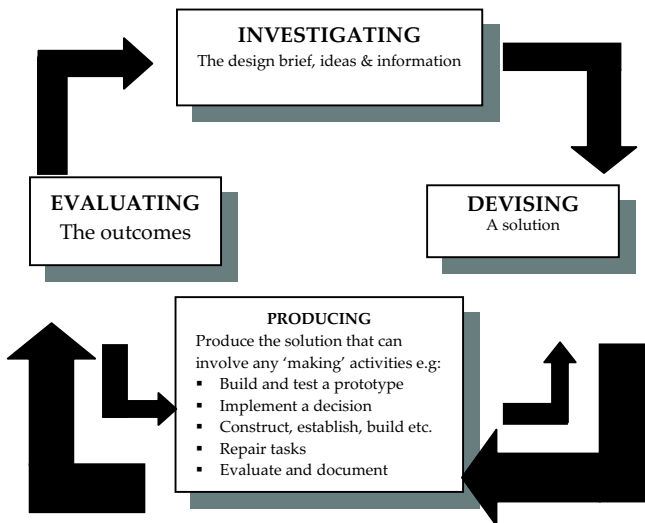 INVESTIGATING
The design brief, ideas & information
EVALUATING
The outcomes
DEVISING
A solution
PRODUCING
Produce the solution that can
involve any ‘making’ activities e.g:
▪ Build and test a prototype
▪ Implement a decision
▪ Construct, establish, build etc.
▪ Repair tasks
▪ Evaluate and document